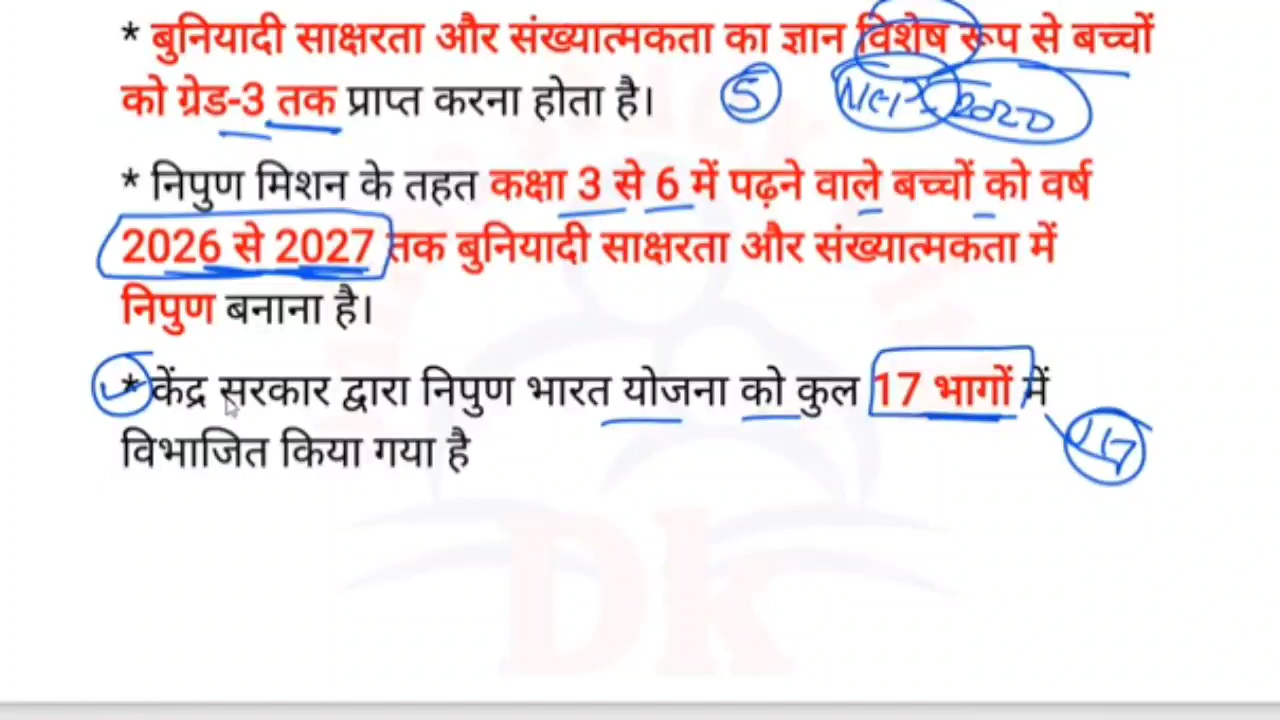 * बुनियादी साक्षरता और संख्यात्मकता का ज्ञान विशेष रूप से बच्चों
को ग्रेड-3 तक प्राप्त करना होता है। 5 NEP-2020
* निपुण मिशन के तहत कक्षा 3 से 6 में पढ़ने वाले बच्चों को वर्ष
2026 से 2027 तक बुनियादी साक्षरता और संख्यात्मकता में
निपुण बनाना है।
* केंद्र सरकार द्वारा निपुण भारत योजना को कुल 17 भागों में
विभाजित किया गया है
Dk